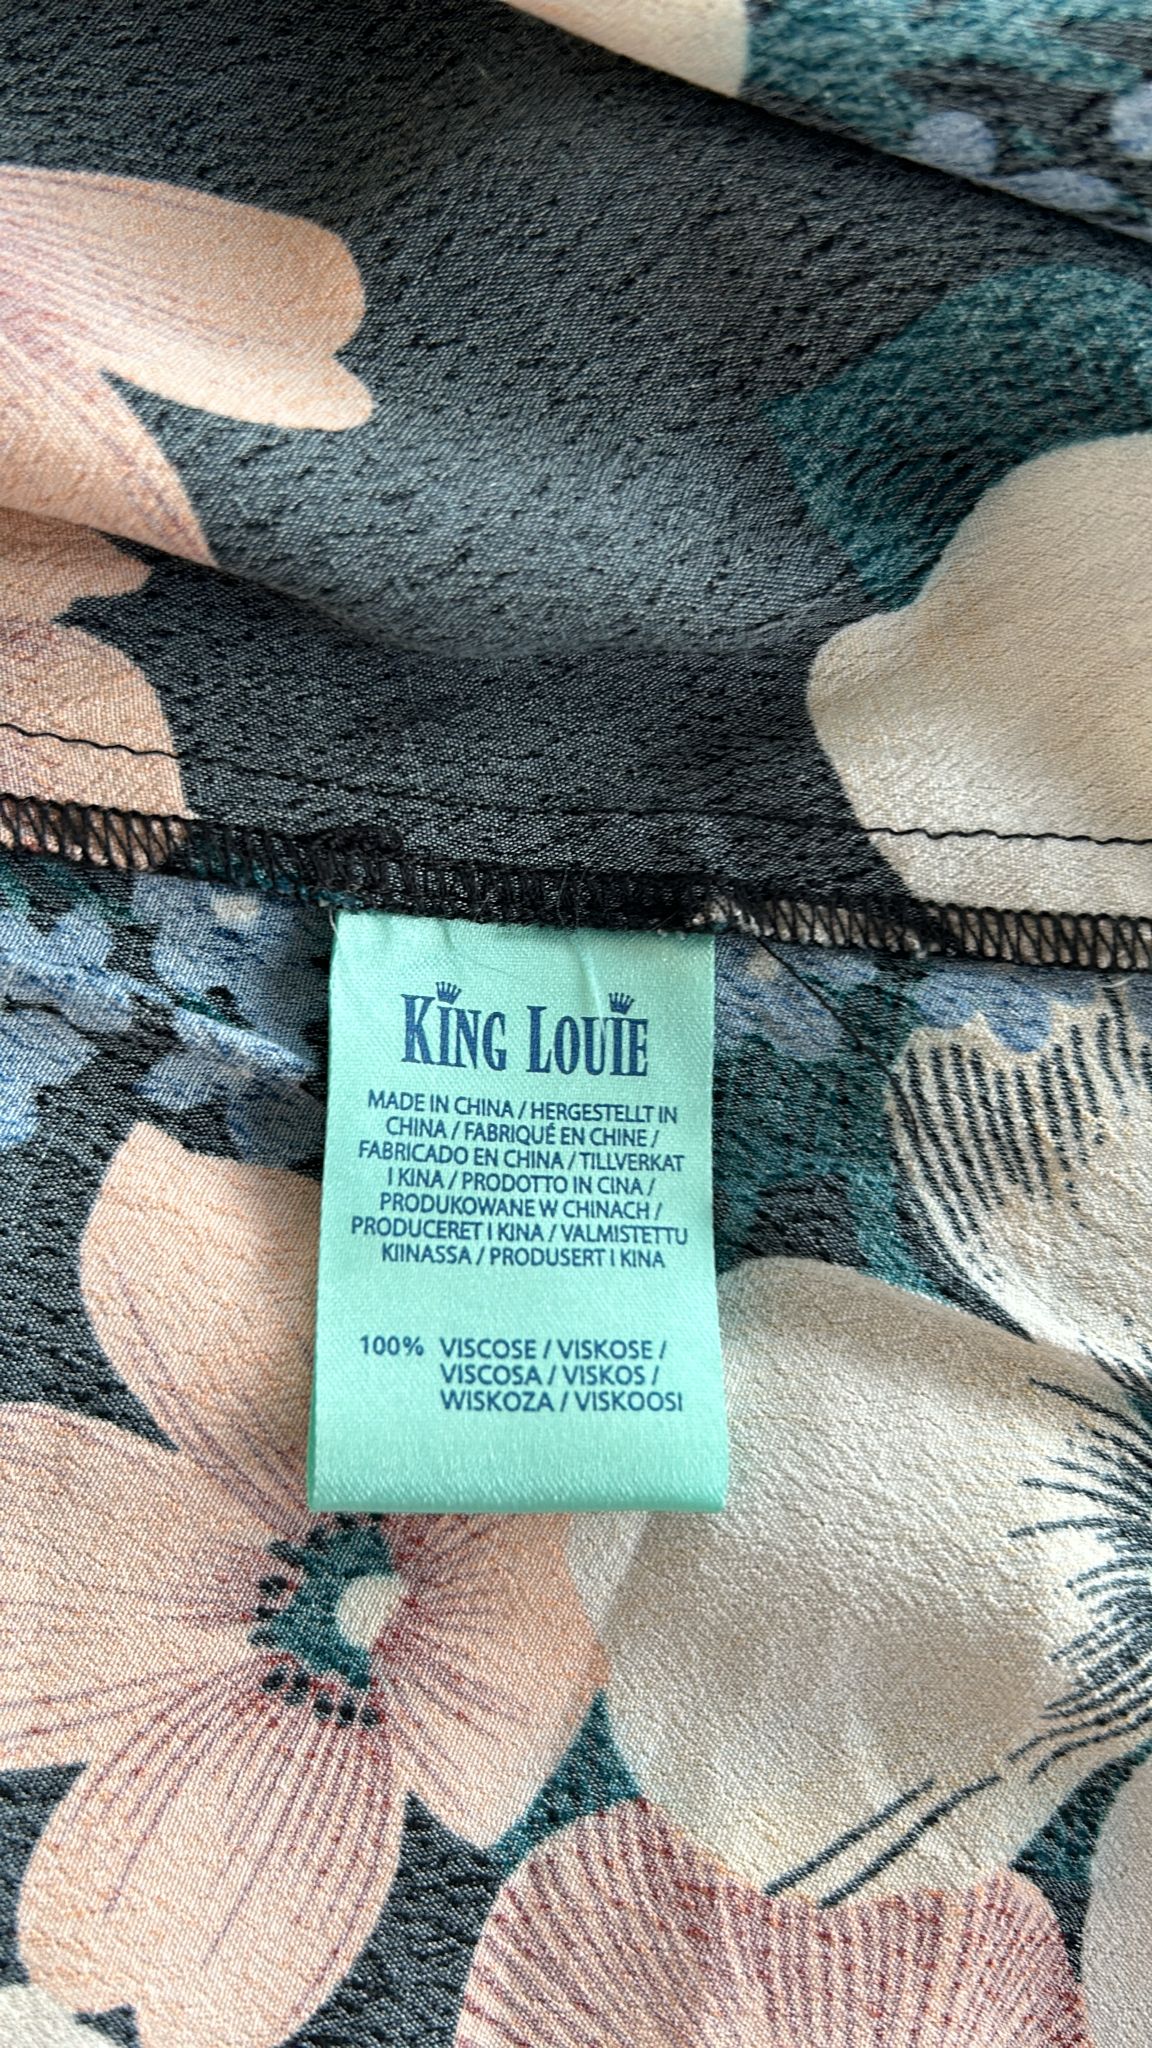 KING LOUIE
MADE IN CHINA / HERGESTELLT IN
CHINA / FABRIQUÉ EN CHINE /
FABRICADO EN CHINA / TILLVERKAT
I KINA / PRODOTTO IN CINA /
PRODUKOWANE W CHINACH /
PRODUCERET I KINA / VALMISTETTU
KIINASSA / PRODUSERT I KINA
100% VISCOSE / VISKOSE /
VISCOSA / VISKOS /
WISKOZA / VISKOOSI